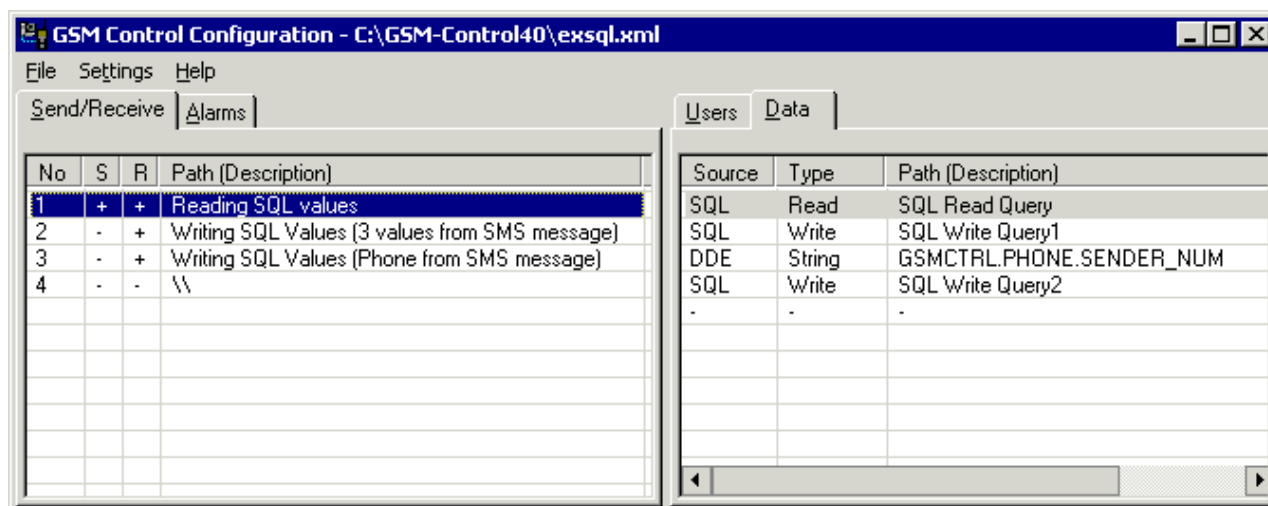 GSM Control Configuration - C:\GSM-Control40\exsql.xml
File Settings Help
Send/Receive Alarms
No S R Path (Description)
1 + + Reading SQL values
2 - + Writing SQL Values (3 values from SMS message)
3 - + Writing SQL Values (Phone from SMS message)
4 - - \\
Users Data
Source Type Path (Description)
SQL Read SQL Read Query
SQL Write SQL Write Query1
DDE String GSMCTRL.PHONE.SENDER_NUM
SQL Write SQL Write Query2
- - -